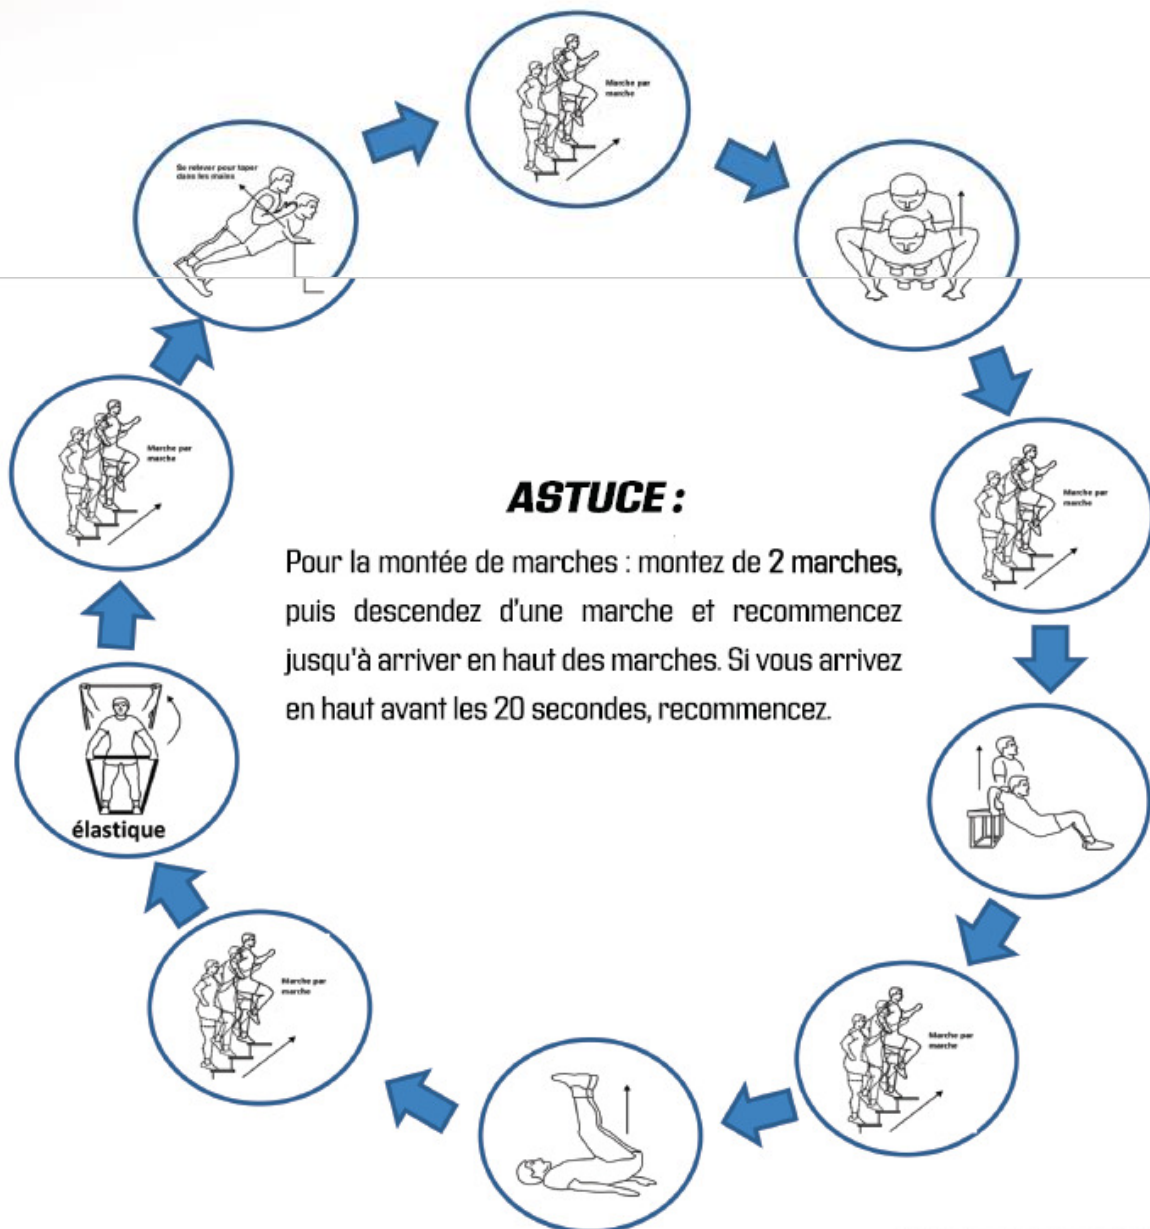 Marche par
marche
Se relever pour taper
dans les mains
Marche par
marche
Marche par
marche
ASTUCE :
Pour la montée de marches : montez de 2 marches,
puis descendez d'une marche et recommencez
jusqu'à arriver en haut des marches. Si vous arrivez
en haut avant les 20 secondes, recommencez.
élastique
Marche par
marche
Marche par
marche